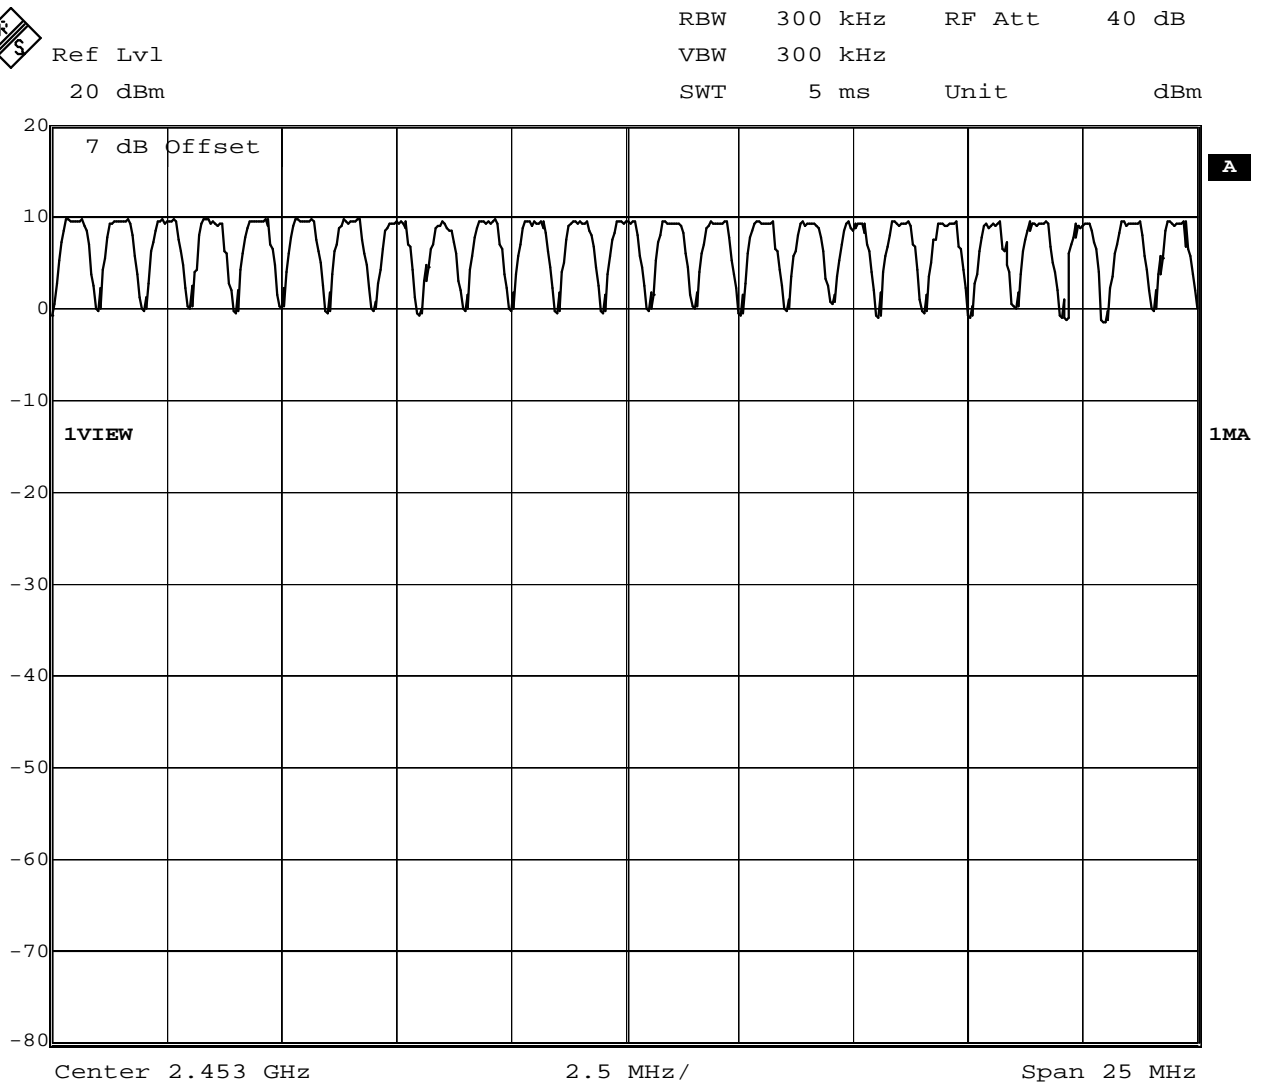 RBW 300 kHz RF Att 40 dB
Ref Lvl VBW 300 kHz
20 dBm SWT 5 ms Unit dBm
20
7 dB Offset
A
10
0
-10
1VIEW 1MA
-20
-30
-40
-50
-60
-70
-80
Center 2.453 GHz 2.5 MHz/ Span 25 MHz